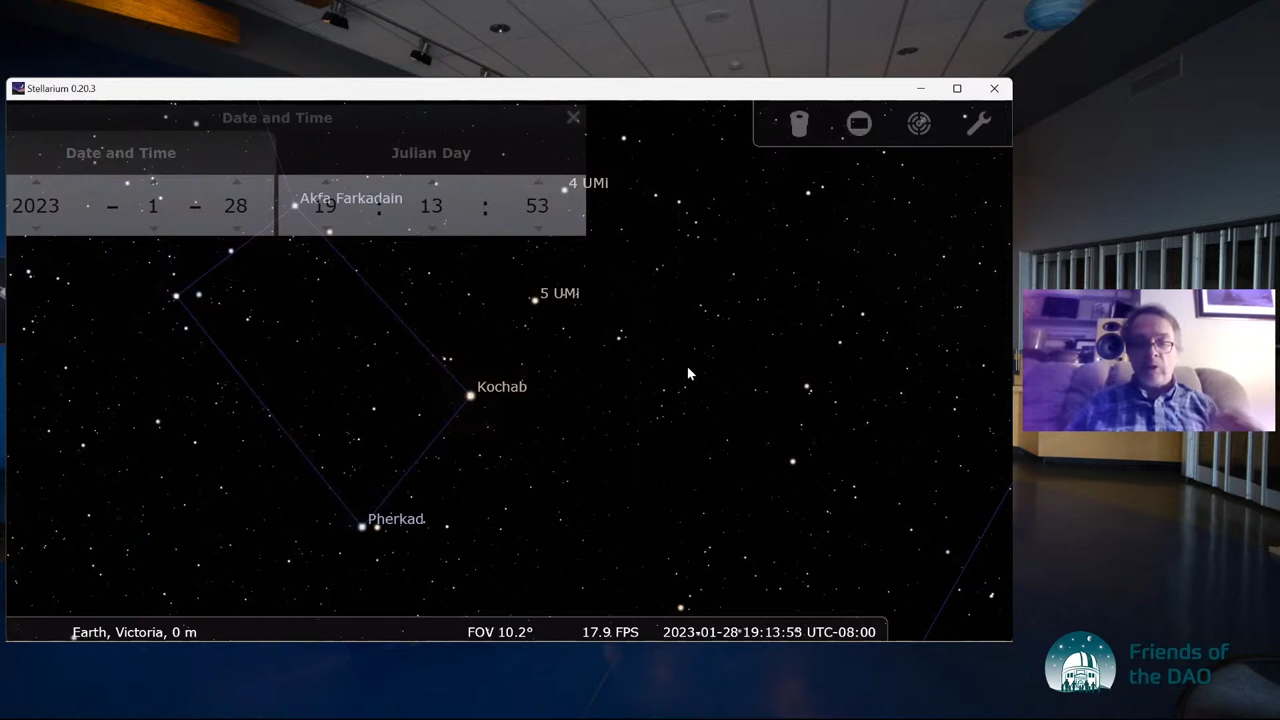 Stellarium 0.20.3
Date and Time
Date and Time Julian Day
2023 - 1 - 28 19 : 13 : 53
4 UMi
Akfa Farkadain
5 UMi
Kochab
Pherkad
Earth, Victoria, 0 m FOV 10.2° 17.9 FPS 2023-01-28 19:13:53 UTC-08:00
Friends of
the DAO